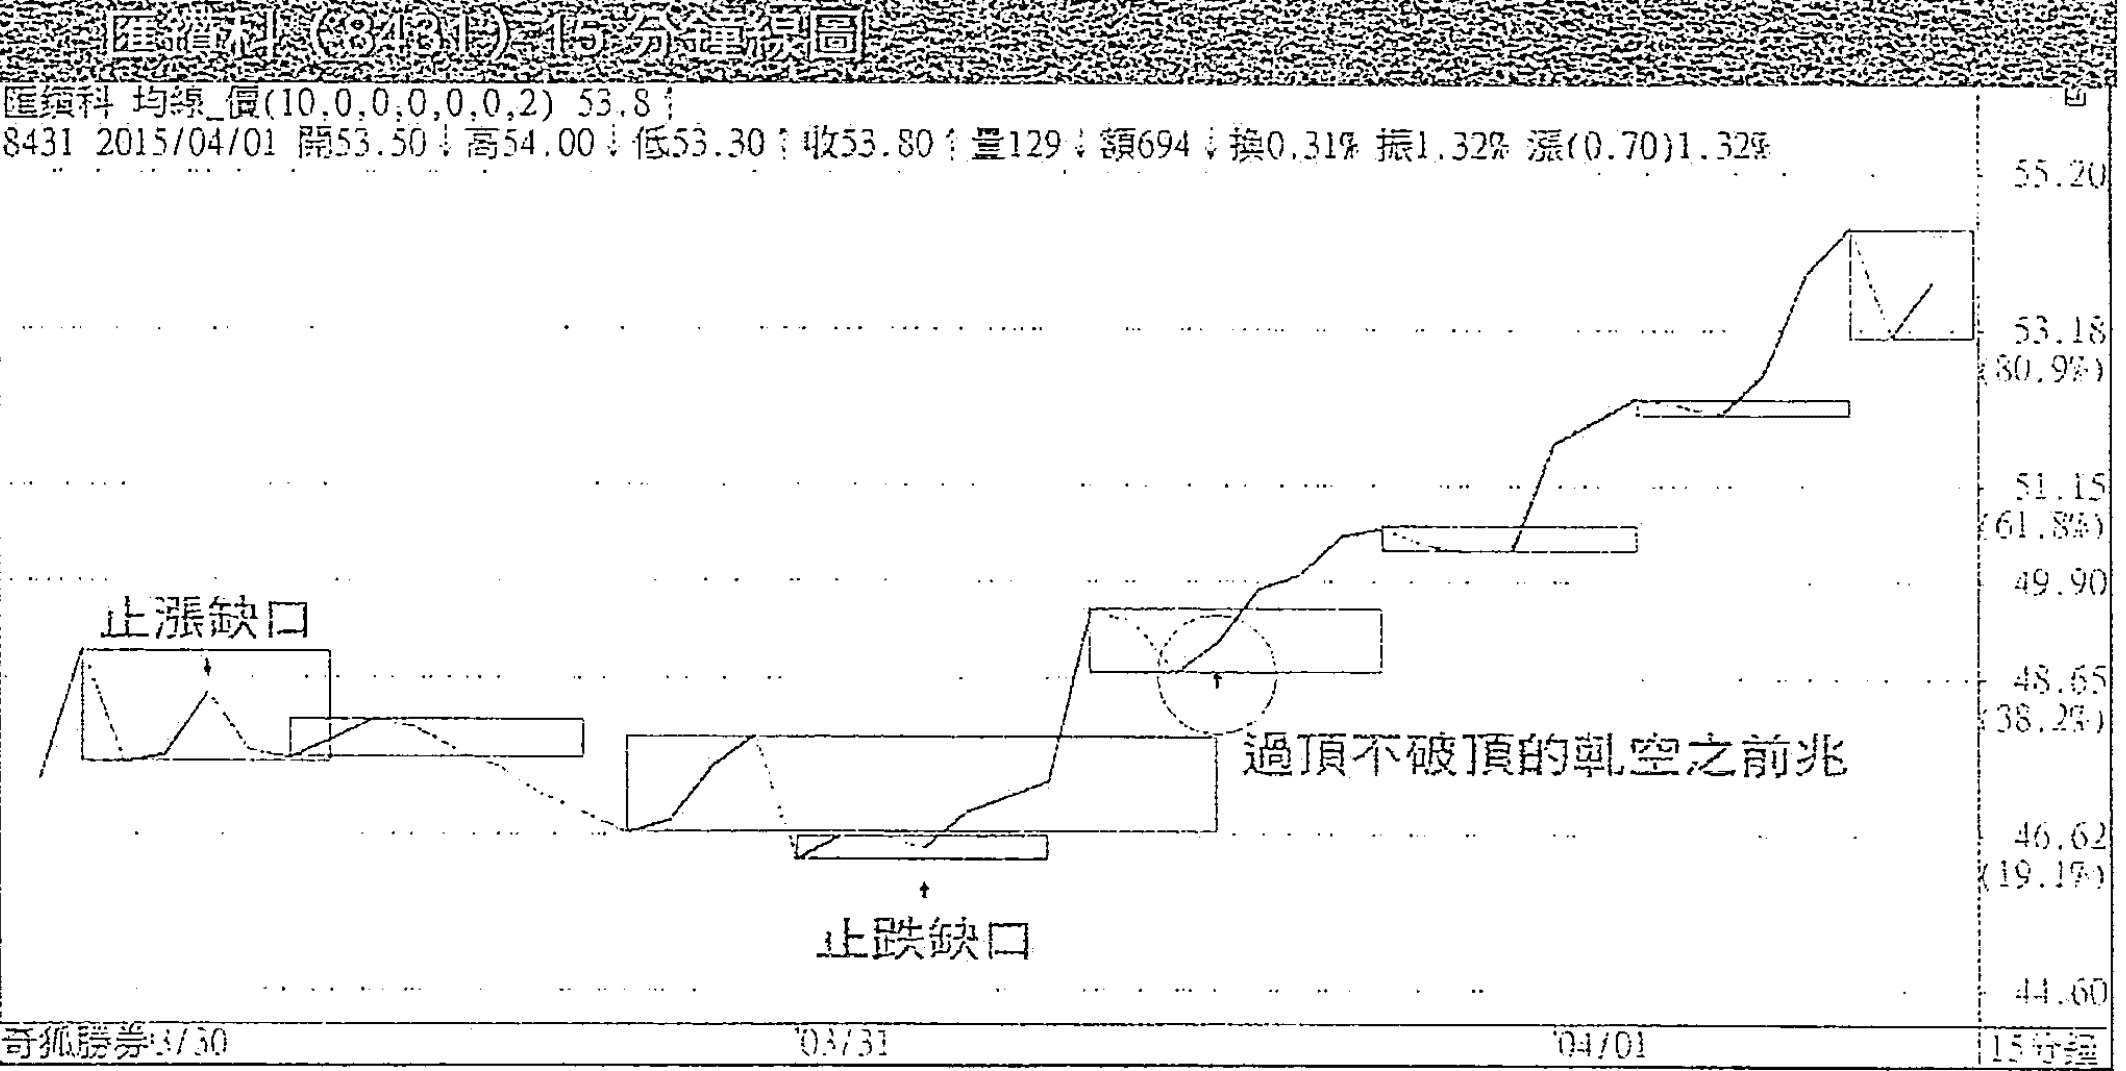 匯鑽科（8431）15分鐘線圖
匯鑽科 均線_價(10,0,0,0,0,0,2) 53.8↑
8431 2015/04/01 開53.50↓高54.00↓低53.30↑收53.80↑量129↓額694↓換0.31% 振1.32% 漲(0.70)1.32%
55.20
53.18
(80.9%)
51.15
(61.8%)
49.90
止漲缺口
48.65
(38.2%)
過頂不破頂的軋空之前兆
46.62
(19.1%)
止跌缺口
44.60
奇狐勝券3/30 03/31 04/01 15分鐘